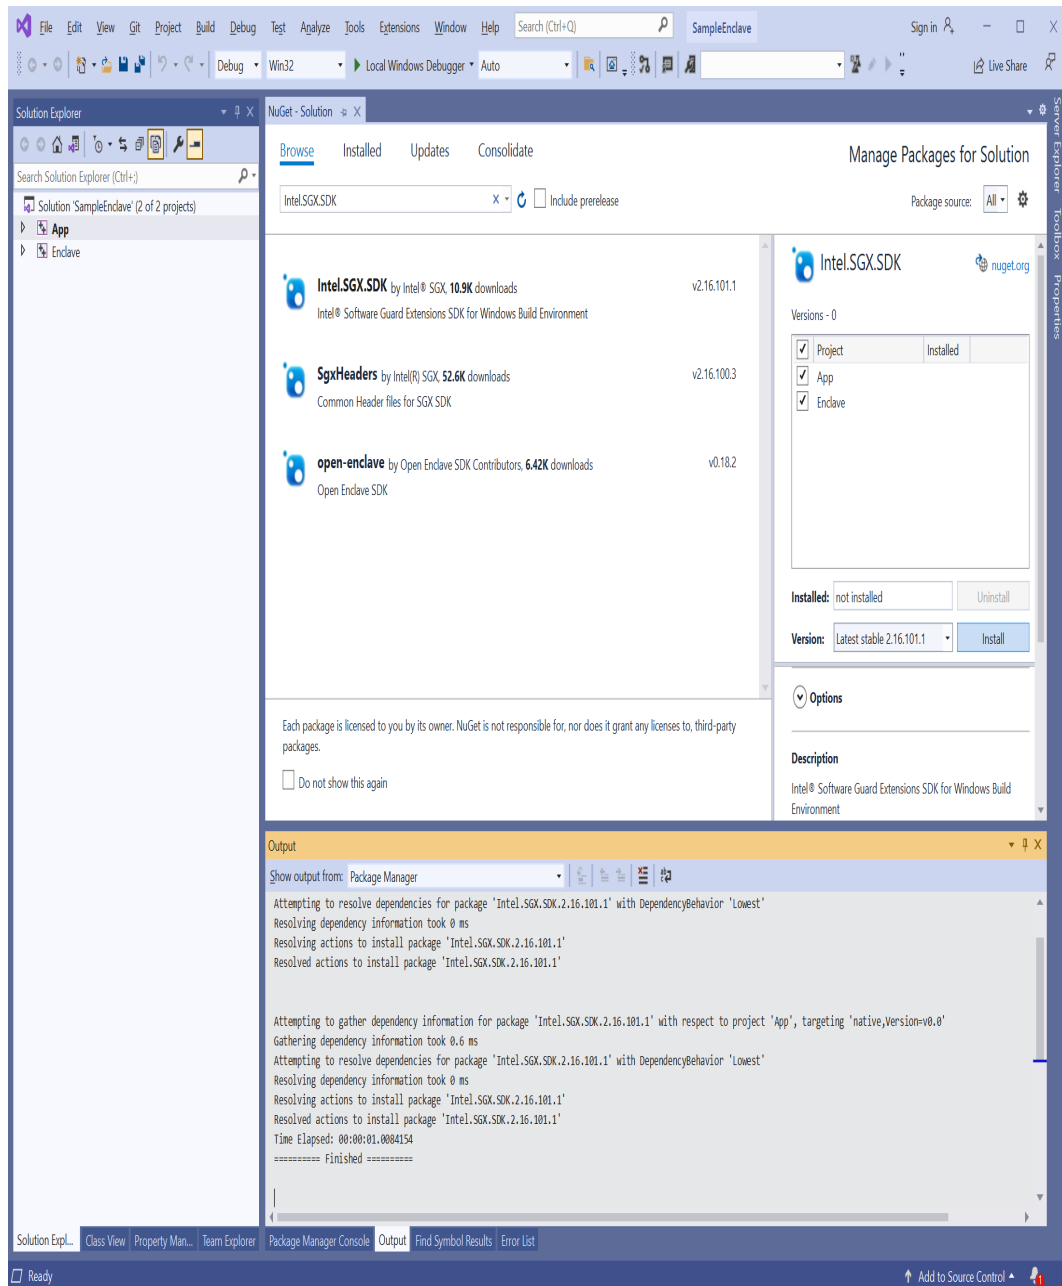 File Edit View Git Project Build Debug Test Analyze Tools Extensions Window Help Search (Ctrl+Q) SampleEnclave Sign in
Debug Win32 Local Windows Debugger Auto Live Share
Solution Explorer
Search Solution Explorer (Ctrl+;)
Solution 'SampleEnclave' (2 of 2 projects)
App
Enclave
NuGet - Solution
Browse Installed Updates Consolidate
Manage Packages for Solution
Intel.SGX.SDK
Include prerelease
Package source: All
Intel.SGX.SDK by Intel® SGX, 10.9K downloads v2.16.101.1
Intel® Software Guard Extensions SDK for Windows Build Environment
SgxHeaders by Intel(R) SGX, 52.6K downloads v2.16.100.3
Common Header files for SGX SDK
open-enclave by Open Enclave SDK Contributors, 6.42K downloads v0.18.2
Open Enclave SDK
Each package is licensed to you by its owner. NuGet is not responsible for, nor does it grant any licenses to, third-party
packages.
Do not show this again
Intel.SGX.SDK nuget.org
Versions - 0
Project Installed
App
Enclave
Installed: not installed Uninstall
Version: Latest stable 2.16.101.1 Install
Options
Description
Intel® Software Guard Extensions SDK for Windows Build
Environment
Server Explorer
Toolbox
Properties
Output
Show output from: Package Manager
Attempting to resolve dependencies for package 'Intel.SGX.SDK.2.16.101.1' with DependencyBehavior 'Lowest'
Resolving dependency information took 0 ms
Resolving actions to install package 'Intel.SGX.SDK.2.16.101.1'
Resolved actions to install package 'Intel.SGX.SDK.2.16.101.1'
Attempting to gather dependency information for package 'Intel.SGX.SDK.2.16.101.1' with respect to project 'App', targeting 'native,Version=v0.0'
Gathering dependency information took 0.6 ms
Attempting to resolve dependencies for package 'Intel.SGX.SDK.2.16.101.1' with DependencyBehavior 'Lowest'
Resolving dependency information took 0 ms
Resolving actions to install package 'Intel.SGX.SDK.2.16.101.1'
Resolved actions to install package 'Intel.SGX.SDK.2.16.101.1'
Time Elapsed: 00:00:01.0084154
========== Finished ==========
Solution Expl... Class View Property Man... Team Explorer
Package Manager Console Output Find Symbol Results Error List
Ready
Add to Source Control
1